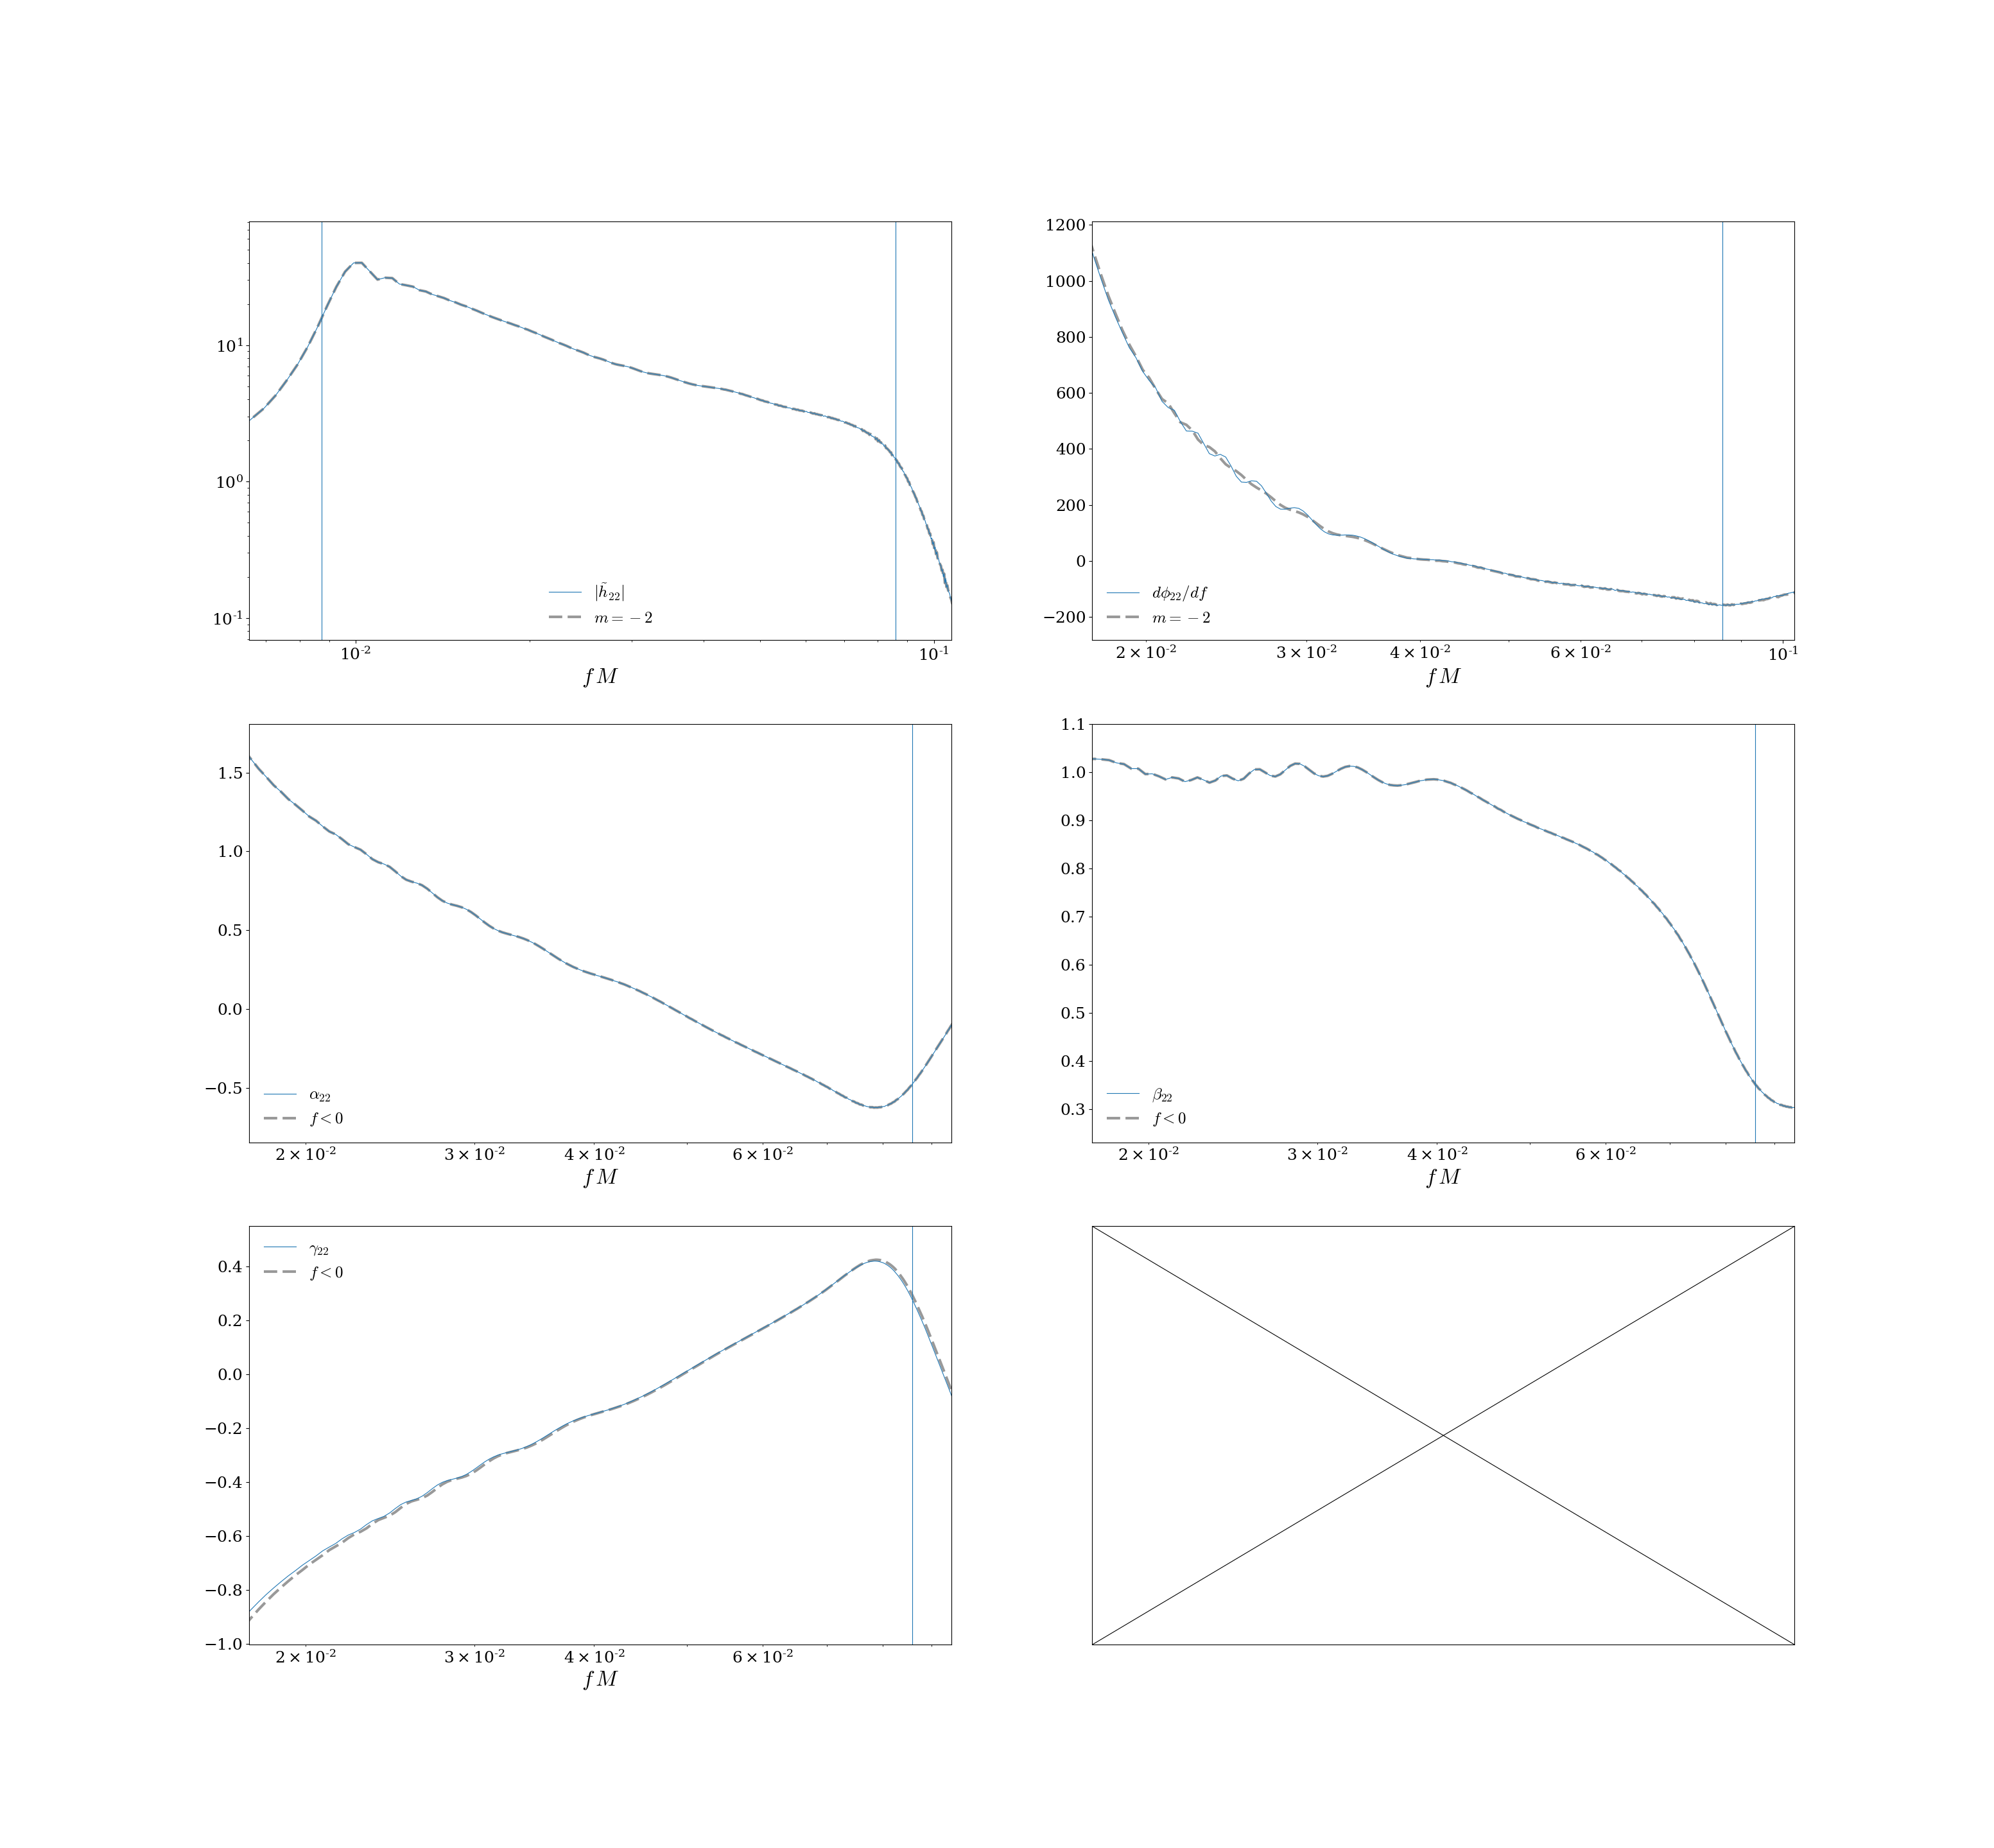 10¹
10⁰
10⁻¹
|h̃₂₂|
m = −2
10⁻² 10⁻¹
fM
1200
1000
800
600
400
200
0
−200
dϕ₂₂/df
m = −2
2 × 10⁻² 3 × 10⁻² 4 × 10⁻² 6 × 10⁻² 10⁻¹
fM
1.5
1.0
0.5
0.0
−0.5
α₂₂
f < 0
2 × 10⁻² 3 × 10⁻² 4 × 10⁻² 6 × 10⁻²
fM
1.1
1.0
0.9
0.8
0.7
0.6
0.5
0.4
0.3
β₂₂
f < 0
2 × 10⁻² 3 × 10⁻² 4 × 10⁻² 6 × 10⁻²
fM
γ₂₂
f < 0
0.4
0.2
0.0
−0.2
−0.4
−0.6
−0.8
−1.0
2 × 10⁻² 3 × 10⁻² 4 × 10⁻² 6 × 10⁻²
fM